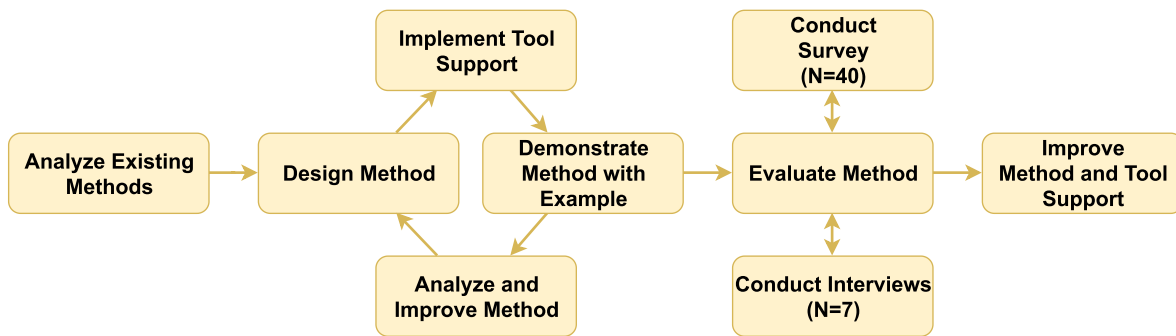 Implement Tool
Support
Conduct
Survey
(N=40)
Analyze Existing
Methods
Design Method
Demonstrate
Method with
Example
Evaluate Method
Improve
Method and Tool
Support
Analyze and
Improve Method
Conduct Interviews
(N=7)